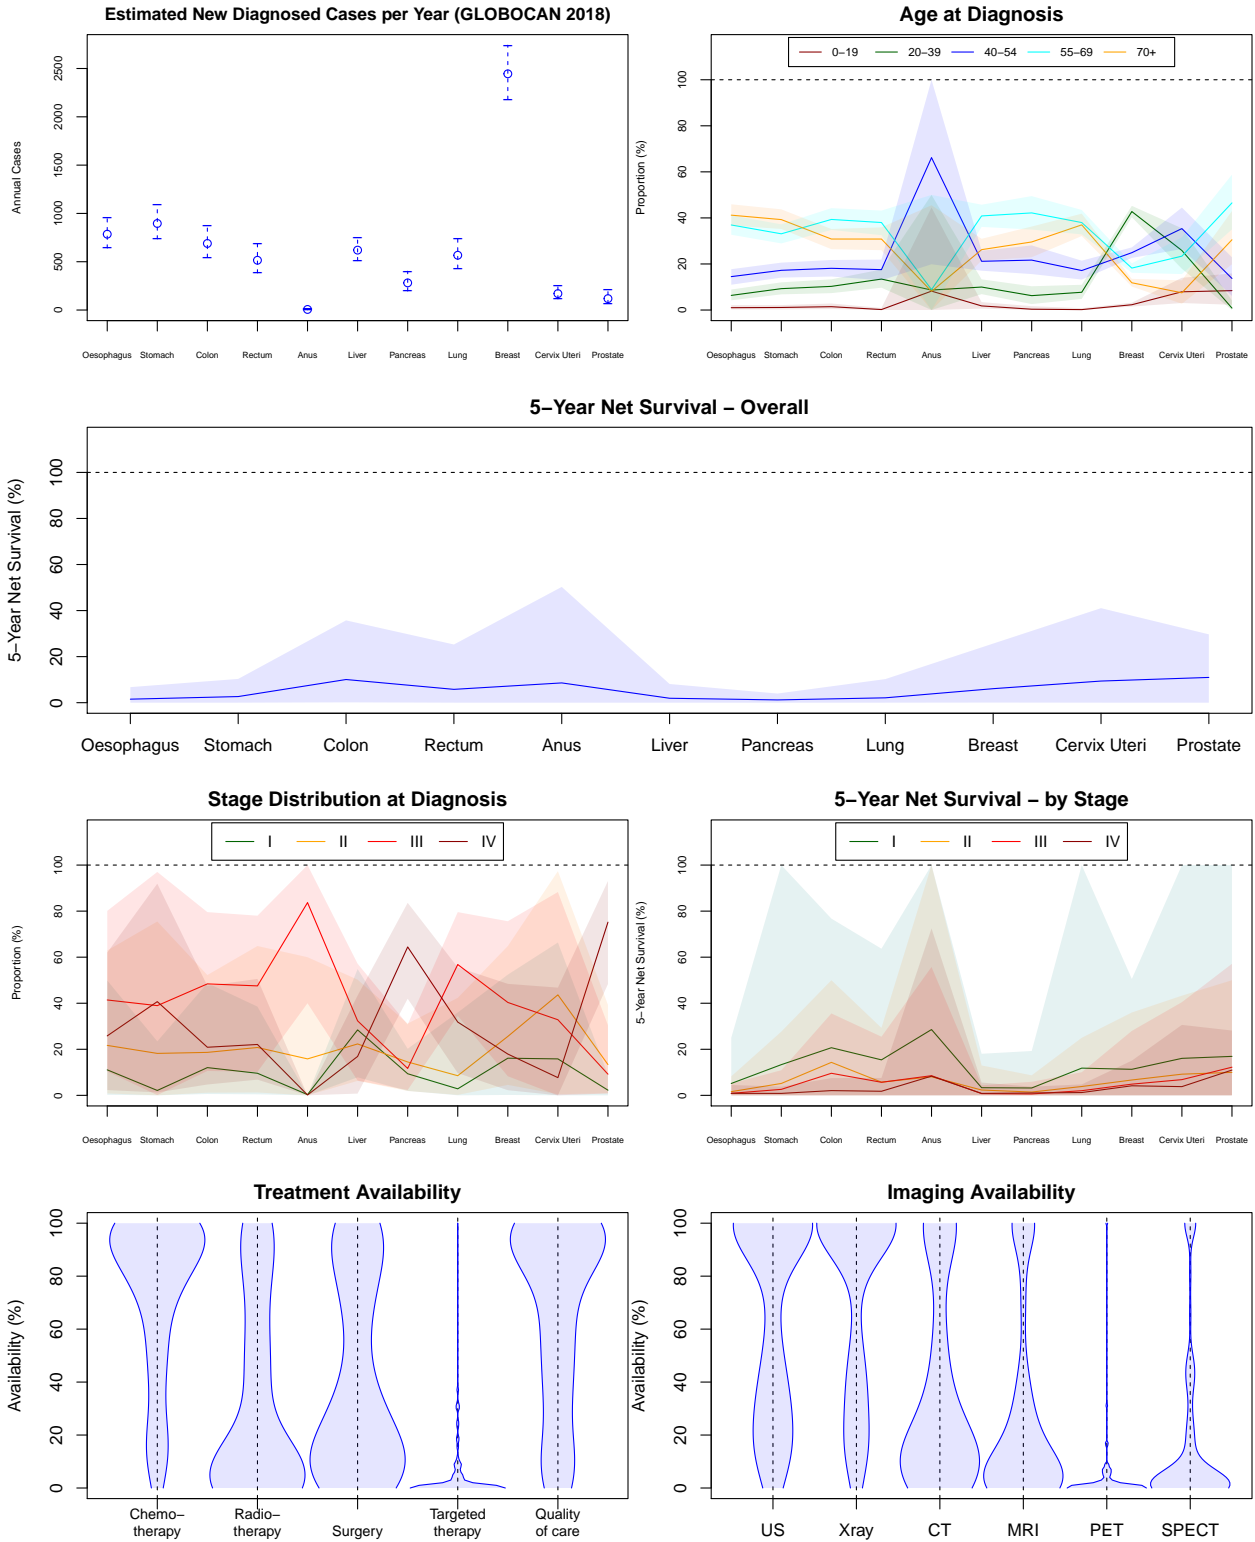 Estimated New Diagnosed Cases per Year (GLOBOCAN 2018)
Annual Cases
2500
2000
1500
1000
500
0
Oesophagus Stomach Colon Rectum Anus Liver Pancreas Lung Breast Cervix Uteri Prostate
Age at Diagnosis
0–19 20–39 40–54 55–69 70+
Proportion (%)
100
80
60
40
20
0
Oesophagus Stomach Colon Rectum Anus Liver Pancreas Lung Breast Cervix Uteri Prostate
5–Year Net Survival – Overall
5–Year Net Survival (%)
100
80
60
40
20
0
Oesophagus Stomach Colon Rectum Anus Liver Pancreas Lung Breast Cervix Uteri Prostate
Stage Distribution at Diagnosis
I II III IV
Proportion (%)
100
80
60
40
20
0
Oesophagus Stomach Colon Rectum Anus Liver Pancreas Lung Breast Cervix Uteri Prostate
5–Year Net Survival – by Stage
I II III IV
5–Year Net Survival (%)
100
80
60
40
20
0
Oesophagus Stomach Colon Rectum Anus Liver Pancreas Lung Breast Cervix Uteri Prostate
Treatment Availability
Availability (%)
100
80
60
40
20
0
Chemo– Radio– Targeted Quality
therapy therapy Surgery therapy of care
Imaging Availability
Availability (%)
100
80
60
40
20
0
US Xray CT MRI PET SPECT